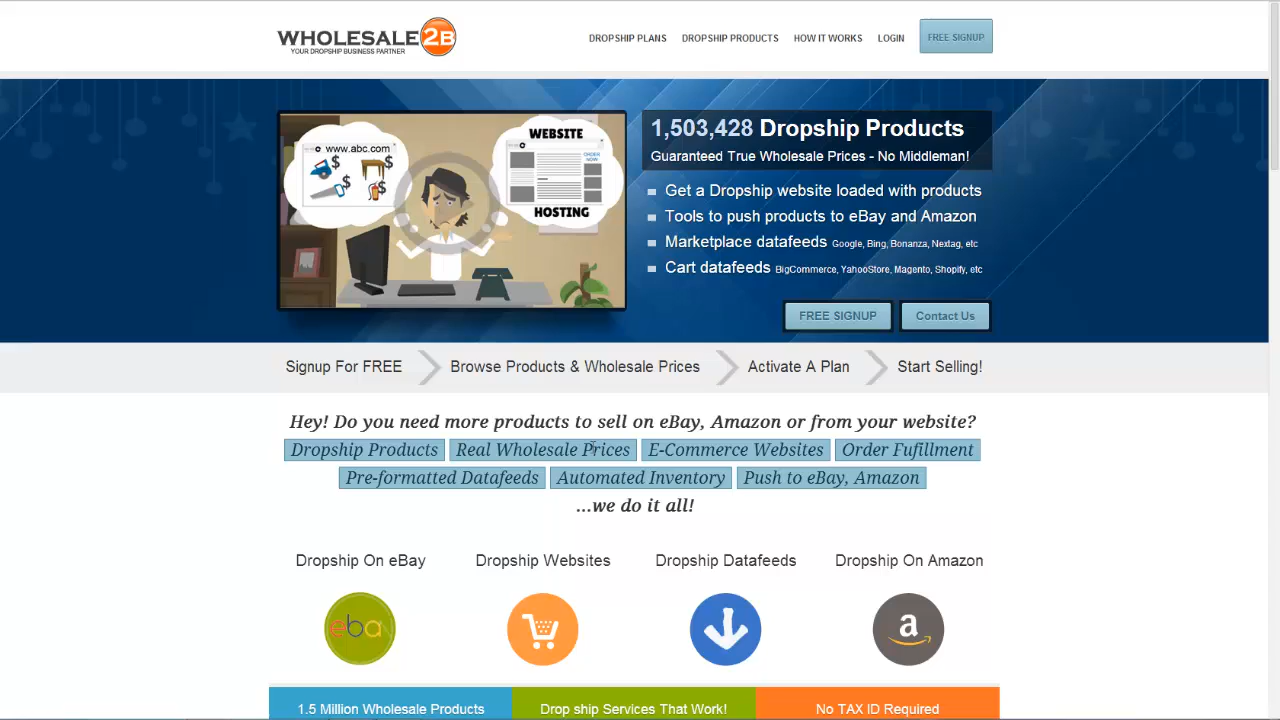 WHOLESALE 2B
YOUR DROPSHIP BUSINESS PARTNER
DROPSHIP PLANS
DROPSHIP PRODUCTS
HOW IT WORKS
LOGIN
FREE SIGNUP
www.abc.com
$
$
$
$
WEBSITE
ORDER NOW
HOSTING
1,503,428 Dropship Products
Guaranteed Trus Wholesale Prices - No Middleman!
Get a Dropship website loaded with products
Tools to push products to eBay and Amazon
Marketplace datafeeds Google, Bing, Bonanza, Nextag, etc
Cart datafeeds BigCommerce, YahooStore, Magento, Shopify, etc
FREE SIGNUP
Contact Us
Signup For FREE
Browse Products & Wholesale Prices
Activate A Plan
Start Selling!
Hey! Do you need more products to sell on eBay, Amazon or from your website?
Dropship Products Real Wholesale Prices E-Commerce Websites Order Fufillment
Pre-formatted Datafeeds Automated Inventory Push to eBay, Amazon
...we do it all!
Dropship On eBay
Dropship Websites
Dropship Datafeeds
Dropship On Amazon
eba
a
1.5 Million Wholesale Products
Drop ship Services That Work!
No TAX ID Required